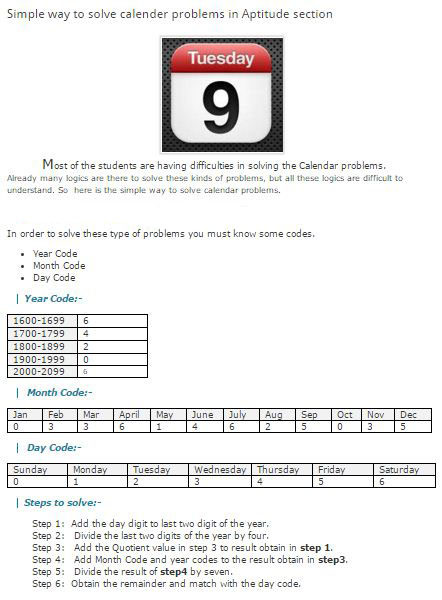 Simple way to solve calender problems in Aptitude section
Tuesday
9
Most of the students are having difficulties in solving the Calendar problems.
Already many logics are there to solve these kinds of problems, but all these logics are difficult to
understand. So here is the simple way to solve calendar problems.
In order to solve these type of problems you must know some codes.
• Year Code
• Month Code
• Day Code
| Year Code:-
1600-1699 6
1700-1799 4
1800-1899 2
1900-1999 0
2000-2099 6
| Month Code:-
Jan Feb Mar April May June July Aug Sep Oct Nov Dec
0 3 3 6 1 4 6 2 5 0 3 5
| Day Code:-
Sunday Monday Tuesday Wednesday Thursday Friday Saturday
0 1 2 3 4 5 6
| Steps to solve:-
Step 1: Add the day digit to last two digit of the year.
Step 2: Divide the last two digits of the year by four.
Step 3: Add the Quotient value in step 3 to result obtain in step 1.
Step 4: Add Month Code and year codes to the result obtain in step3.
Step 5: Divide the result of step4 by seven.
Step 6: Obtain the remainder and match with the day code.